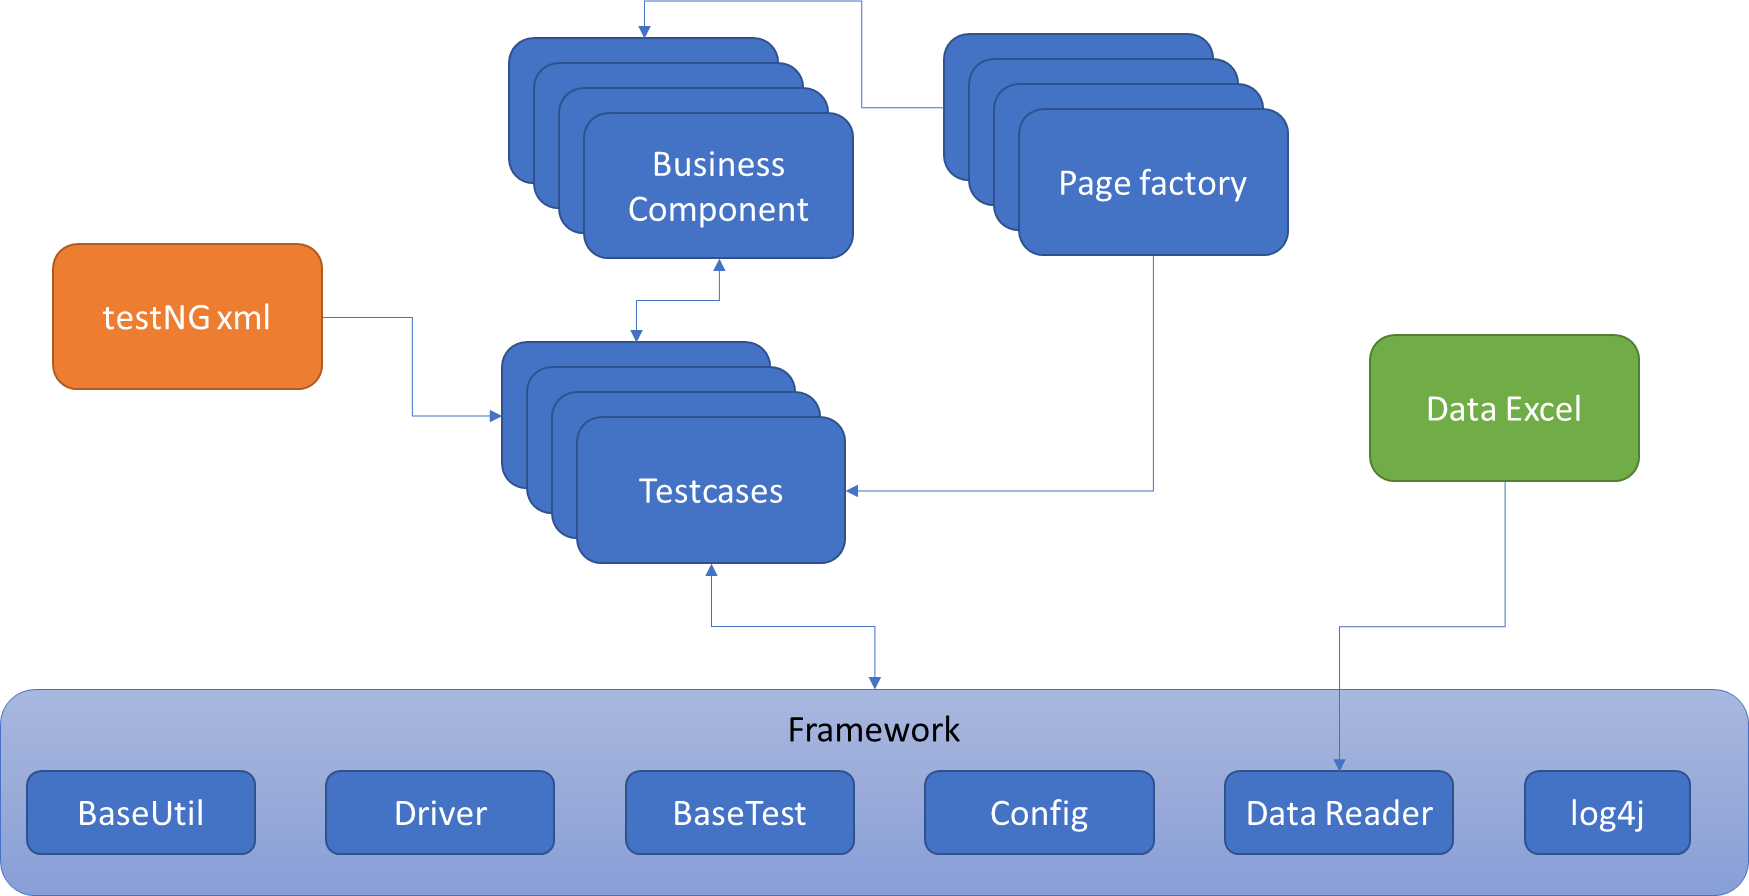 Business
Component
Page factory
testNG xml
Data Excel
Testcases
Framework
BaseUtil
Driver
BaseTest
Config
Data Reader
log4j